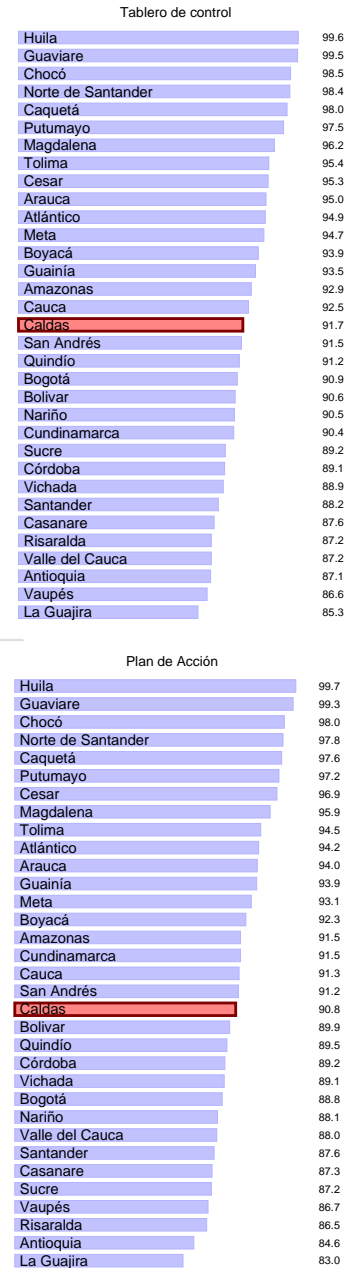 Tablero de control
Huila 99.6
Guaviare 99.5
Chocó 98.5
Norte de Santander 98.4
Caquetá 98.0
Putumayo 97.5
Magdalena 96.2
Tolima 95.4
Cesar 95.3
Arauca 95.0
Atlántico 94.9
Meta 94.7
Boyacá 93.9
Guainía 93.5
Amazonas 92.9
Cauca 92.5
Caldas 91.7
San Andrés 91.5
Quindío 91.2
Bogotá 90.9
Bolivar 90.6
Nariño 90.5
Cundinamarca 90.4
Sucre 89.2
Córdoba 89.1
Vichada 88.9
Santander 88.2
Casanare 87.6
Risaralda 87.2
Valle del Cauca 87.2
Antioquia 87.1
Vaupés 86.6
La Guajira 85.3
Plan de Acción
Huila 99.7
Guaviare 99.3
Chocó 98.0
Norte de Santander 97.8
Caquetá 97.6
Putumayo 97.2
Cesar 96.9
Magdalena 95.9
Tolima 94.5
Atlántico 94.2
Arauca 94.0
Guainía 93.9
Meta 93.1
Boyacá 92.3
Amazonas 91.5
Cundinamarca 91.5
Cauca 91.3
San Andrés 91.2
Caldas 90.8
Bolivar 89.9
Quindío 89.5
Córdoba 89.2
Vichada 89.1
Bogotá 88.8
Nariño 88.1
Valle del Cauca 88.0
Santander 87.6
Casanare 87.3
Sucre 87.2
Vaupés 86.7
Risaralda 86.5
Antioquia 84.6
La Guajira 83.0